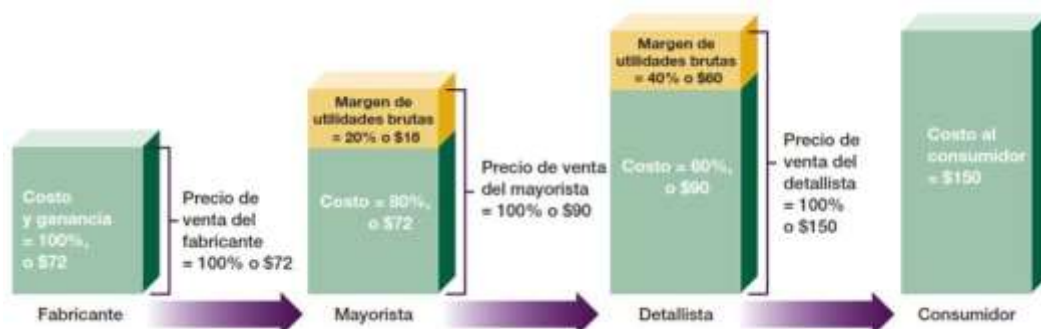 Costo
y ganancia
= 100%,
o $72
Precio de
venta del
fabricante
= 100% o $72
Fabricante
Margen de
utilidades brutas
= 20% o $18
Costo = 80%,
o $72
Precio de venta
del mayorista
= 100% o $90
Mayorista
Margen de
utilidades brutas
= 40% o $60
Costo = 60%,
o $90
Precio de
venta del
detallista
= 100%
o $150
Detallista
Costo al
consumidor
= $150
Consumidor